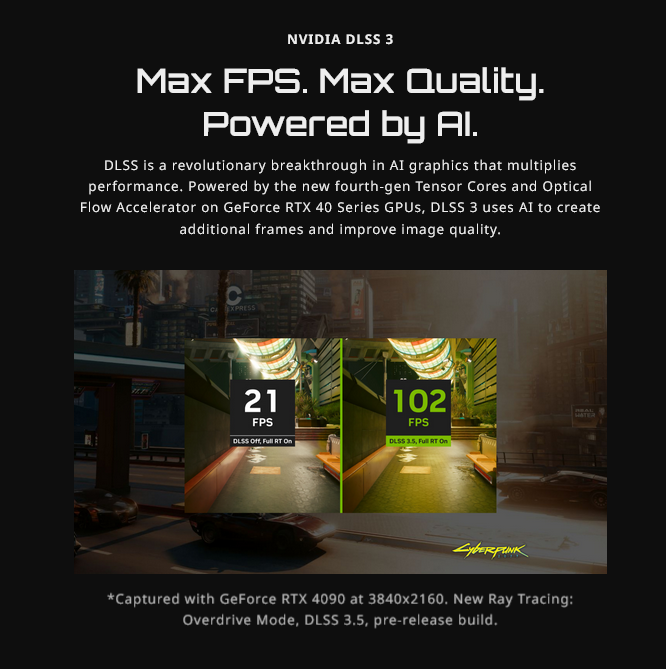 NVIDIA DLSS 3
Max FPS. Max Quality.
Powered by AI.
DLSS is a revolutionary breakthrough in AI graphics that multiplies
performance. Powered by the new fourth-gen Tensor Cores and Optical
Flow Accelerator on GeForce RTX 40 Series GPUs, DLSS 3 uses AI to create
additional frames and improve image quality.
21
FPS
DLSS Off, Full RT On
102
FPS
DLSS 3.5, Full RT On
CYBERPUNK
*Captured with GeForce RTX 4090 at 3840x2160. New Ray Tracing:
Overdrive Mode, DLSS 3.5, pre-release build.